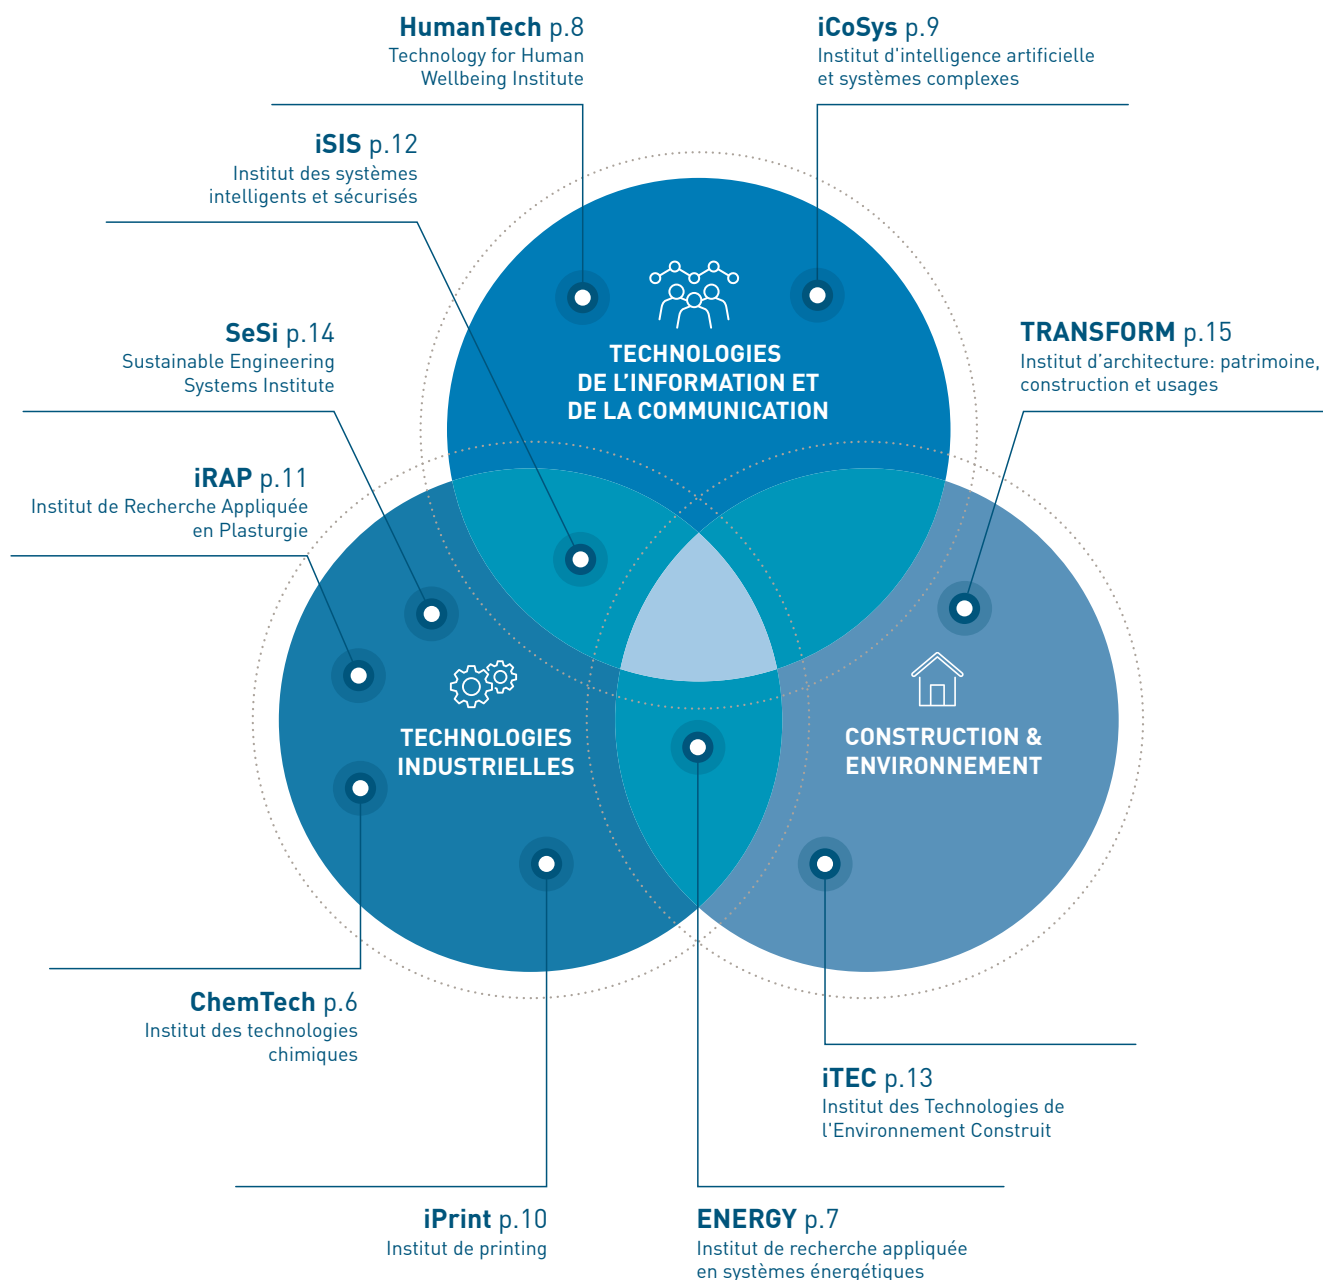 HumanTech p.8
Technology for Human
Wellbeing Institute
iCoSys p.9
Institut d'intelligence artificielle
et systèmes complexes
iSIS p.12
Institut des systèmes
intelligents et sécurisés
SeSi p.14
Sustainable Engineering
Systems Institute
TRANSFORM p.15
Institut d’architecture: patrimoine,
construction et usages
TECHNOLOGIES
DE L’INFORMATION ET
DE LA COMMUNICATION
iRAP p.11
Institut de Recherche Appliquée
en Plasturgie
TECHNOLOGIES
INDUSTRIELLES
CONSTRUCTION &
ENVIRONNEMENT
ChemTech p.6
Institut des technologies
chimiques
iTEC p.13
Institut des Technologies de
l'Environnement Construit
iPrint p.10
Institut de printing
ENERGY p.7
Institut de recherche appliquée
en systèmes énergétiques